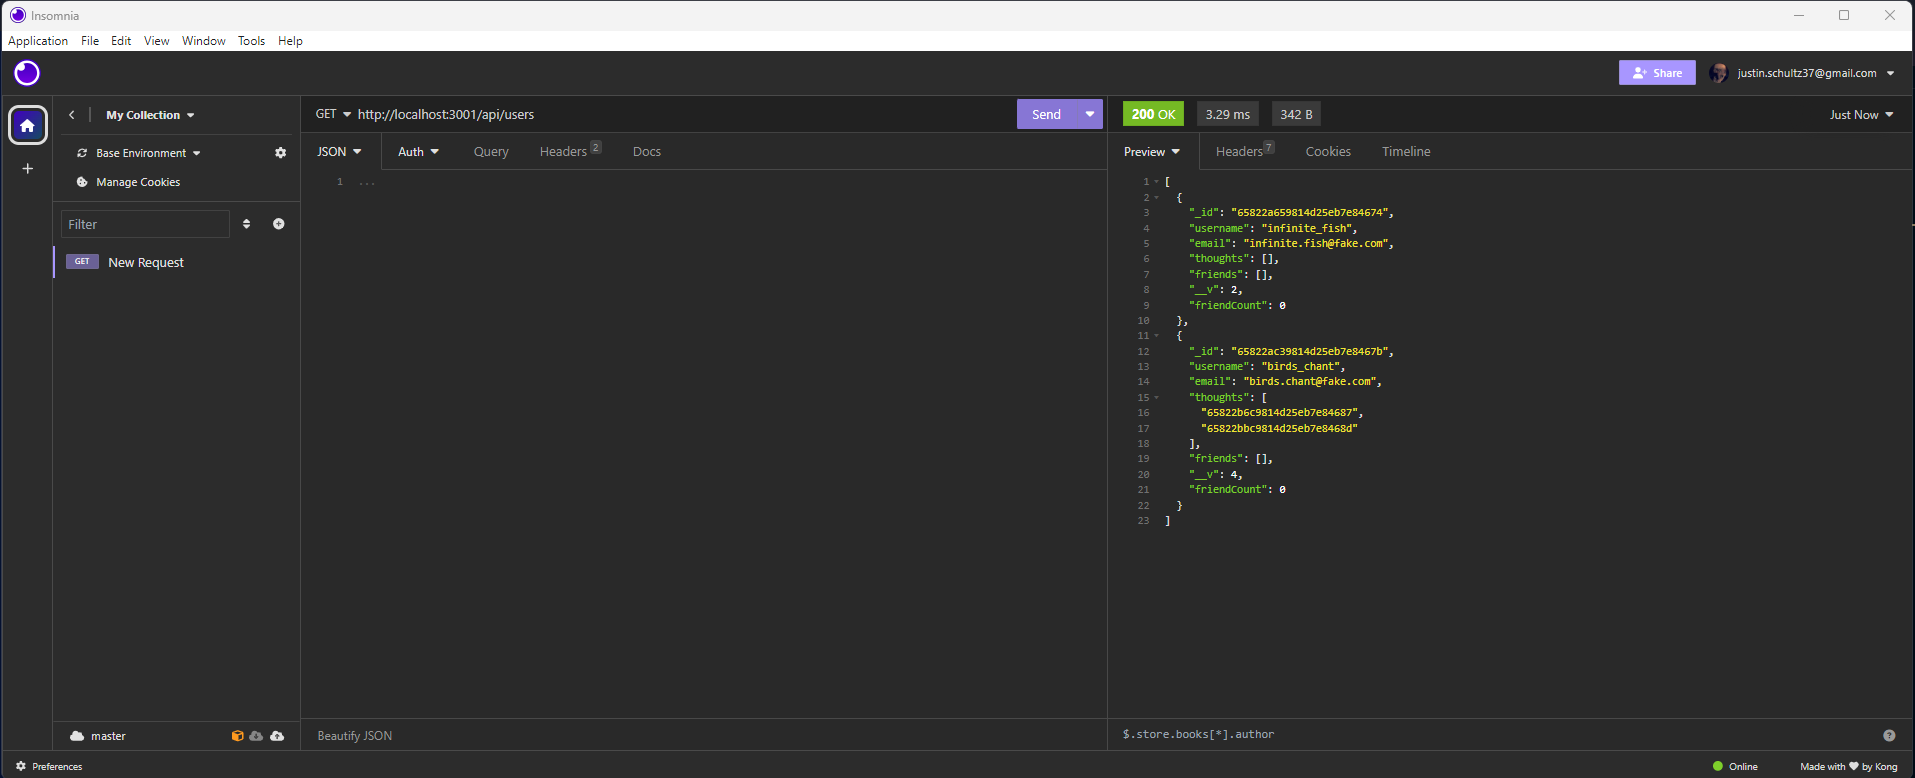 Insomnia
Application File Edit View Window Tools Help
Share justin.schultz37@gmail.com
My Collection
Base Environment
Manage Cookies
Filter
GET New Request
GET http://localhost:3001/api/users Send
JSON Auth Query Headers 2 Docs
1 ...
200 OK 3.29 ms 342 B Just Now
Preview Headers 7 Cookies Timeline
1 [
2 {
3 "_id": "65822a659814d25eb7e84674",
4 "username": "infinite_fish",
5 "email": "infinite.fish@fake.com",
6 "thoughts": [],
7 "friends": [],
8 "__v": 2,
9 "friendCount": 0
10 },
11 {
12 "_id": "65822ac39814d25eb7e8467b",
13 "username": "birds_chant",
14 "email": "birds.chant@fake.com",
15 "thoughts": [
16 "65822b6c9814d25eb7e84687",
17 "65822bbc9814d25eb7e8468d"
18 ],
19 "friends": [],
20 "__v": 4,
21 "friendCount": 0
22 }
23 ]
master
Beautify JSON
$.store.books[*].author ?
Preferences
Online Made with ♥ by Kong